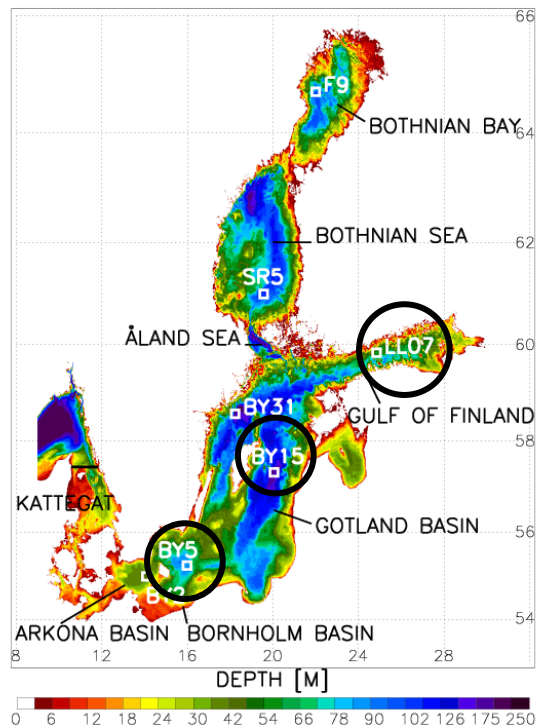 66
F9
BOTHNIAN BAY
64
BOTHNIAN SEA
62
SR5
ÅLAND SEA
LL07
60
BY31
GULF OF FINLAND
58
BY15
KATTEGAT
GOTLAND BASIN
56
BY5
BY2
ARKONA BASIN BORNHOLM BASIN
54
8 12 16 20 24 28
DEPTH [M]
0 6 12 18 24 30 42 54 66 78 90 102 126 175 250